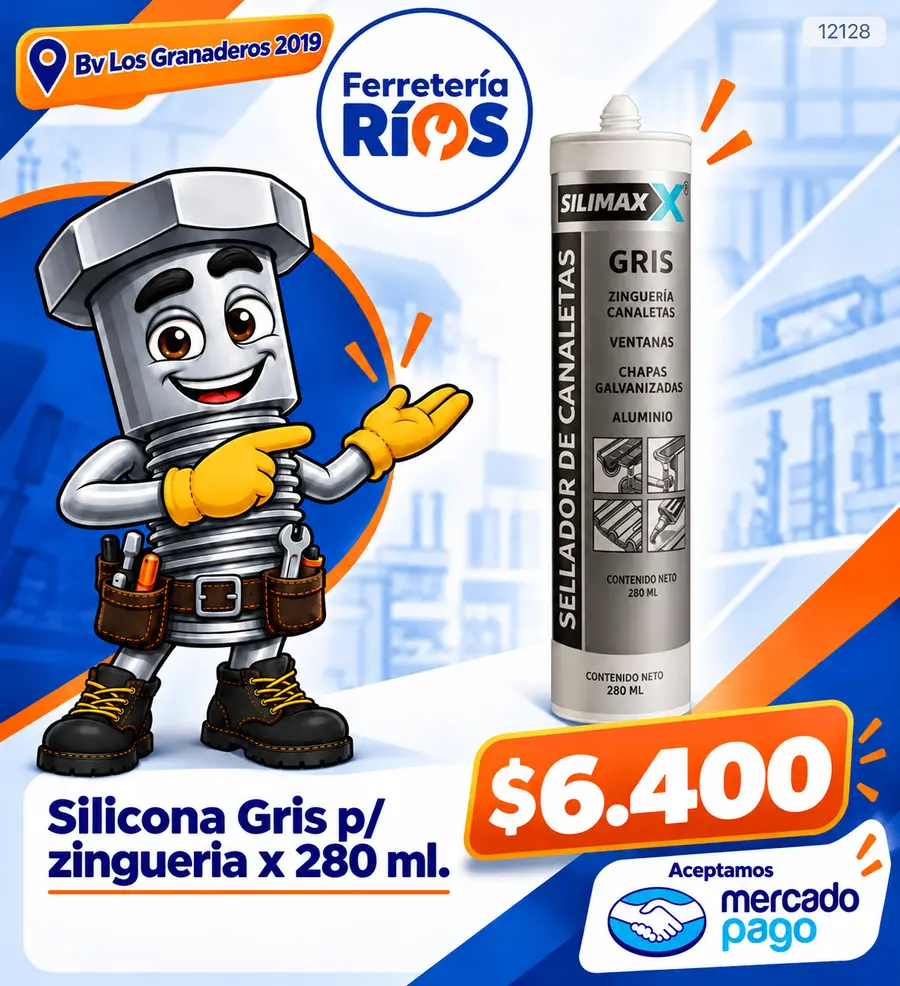 Bv Los Granaderos 2019
Ferretería
RÍOS
12128
SILIMAX X®
SELLADOR DE CANALETAS
GRIS
ZINGUERÍA
CANALETAS
VENTANAS
CHAPAS
GALVANIZADAS
ALUMINIO
CONTENIDO NETO
280 ML
CONTENIDO NETO
280 ML
$6.400
Silicona Gris p/
zingueria x 280 ml.
Aceptamos
mercado
pago